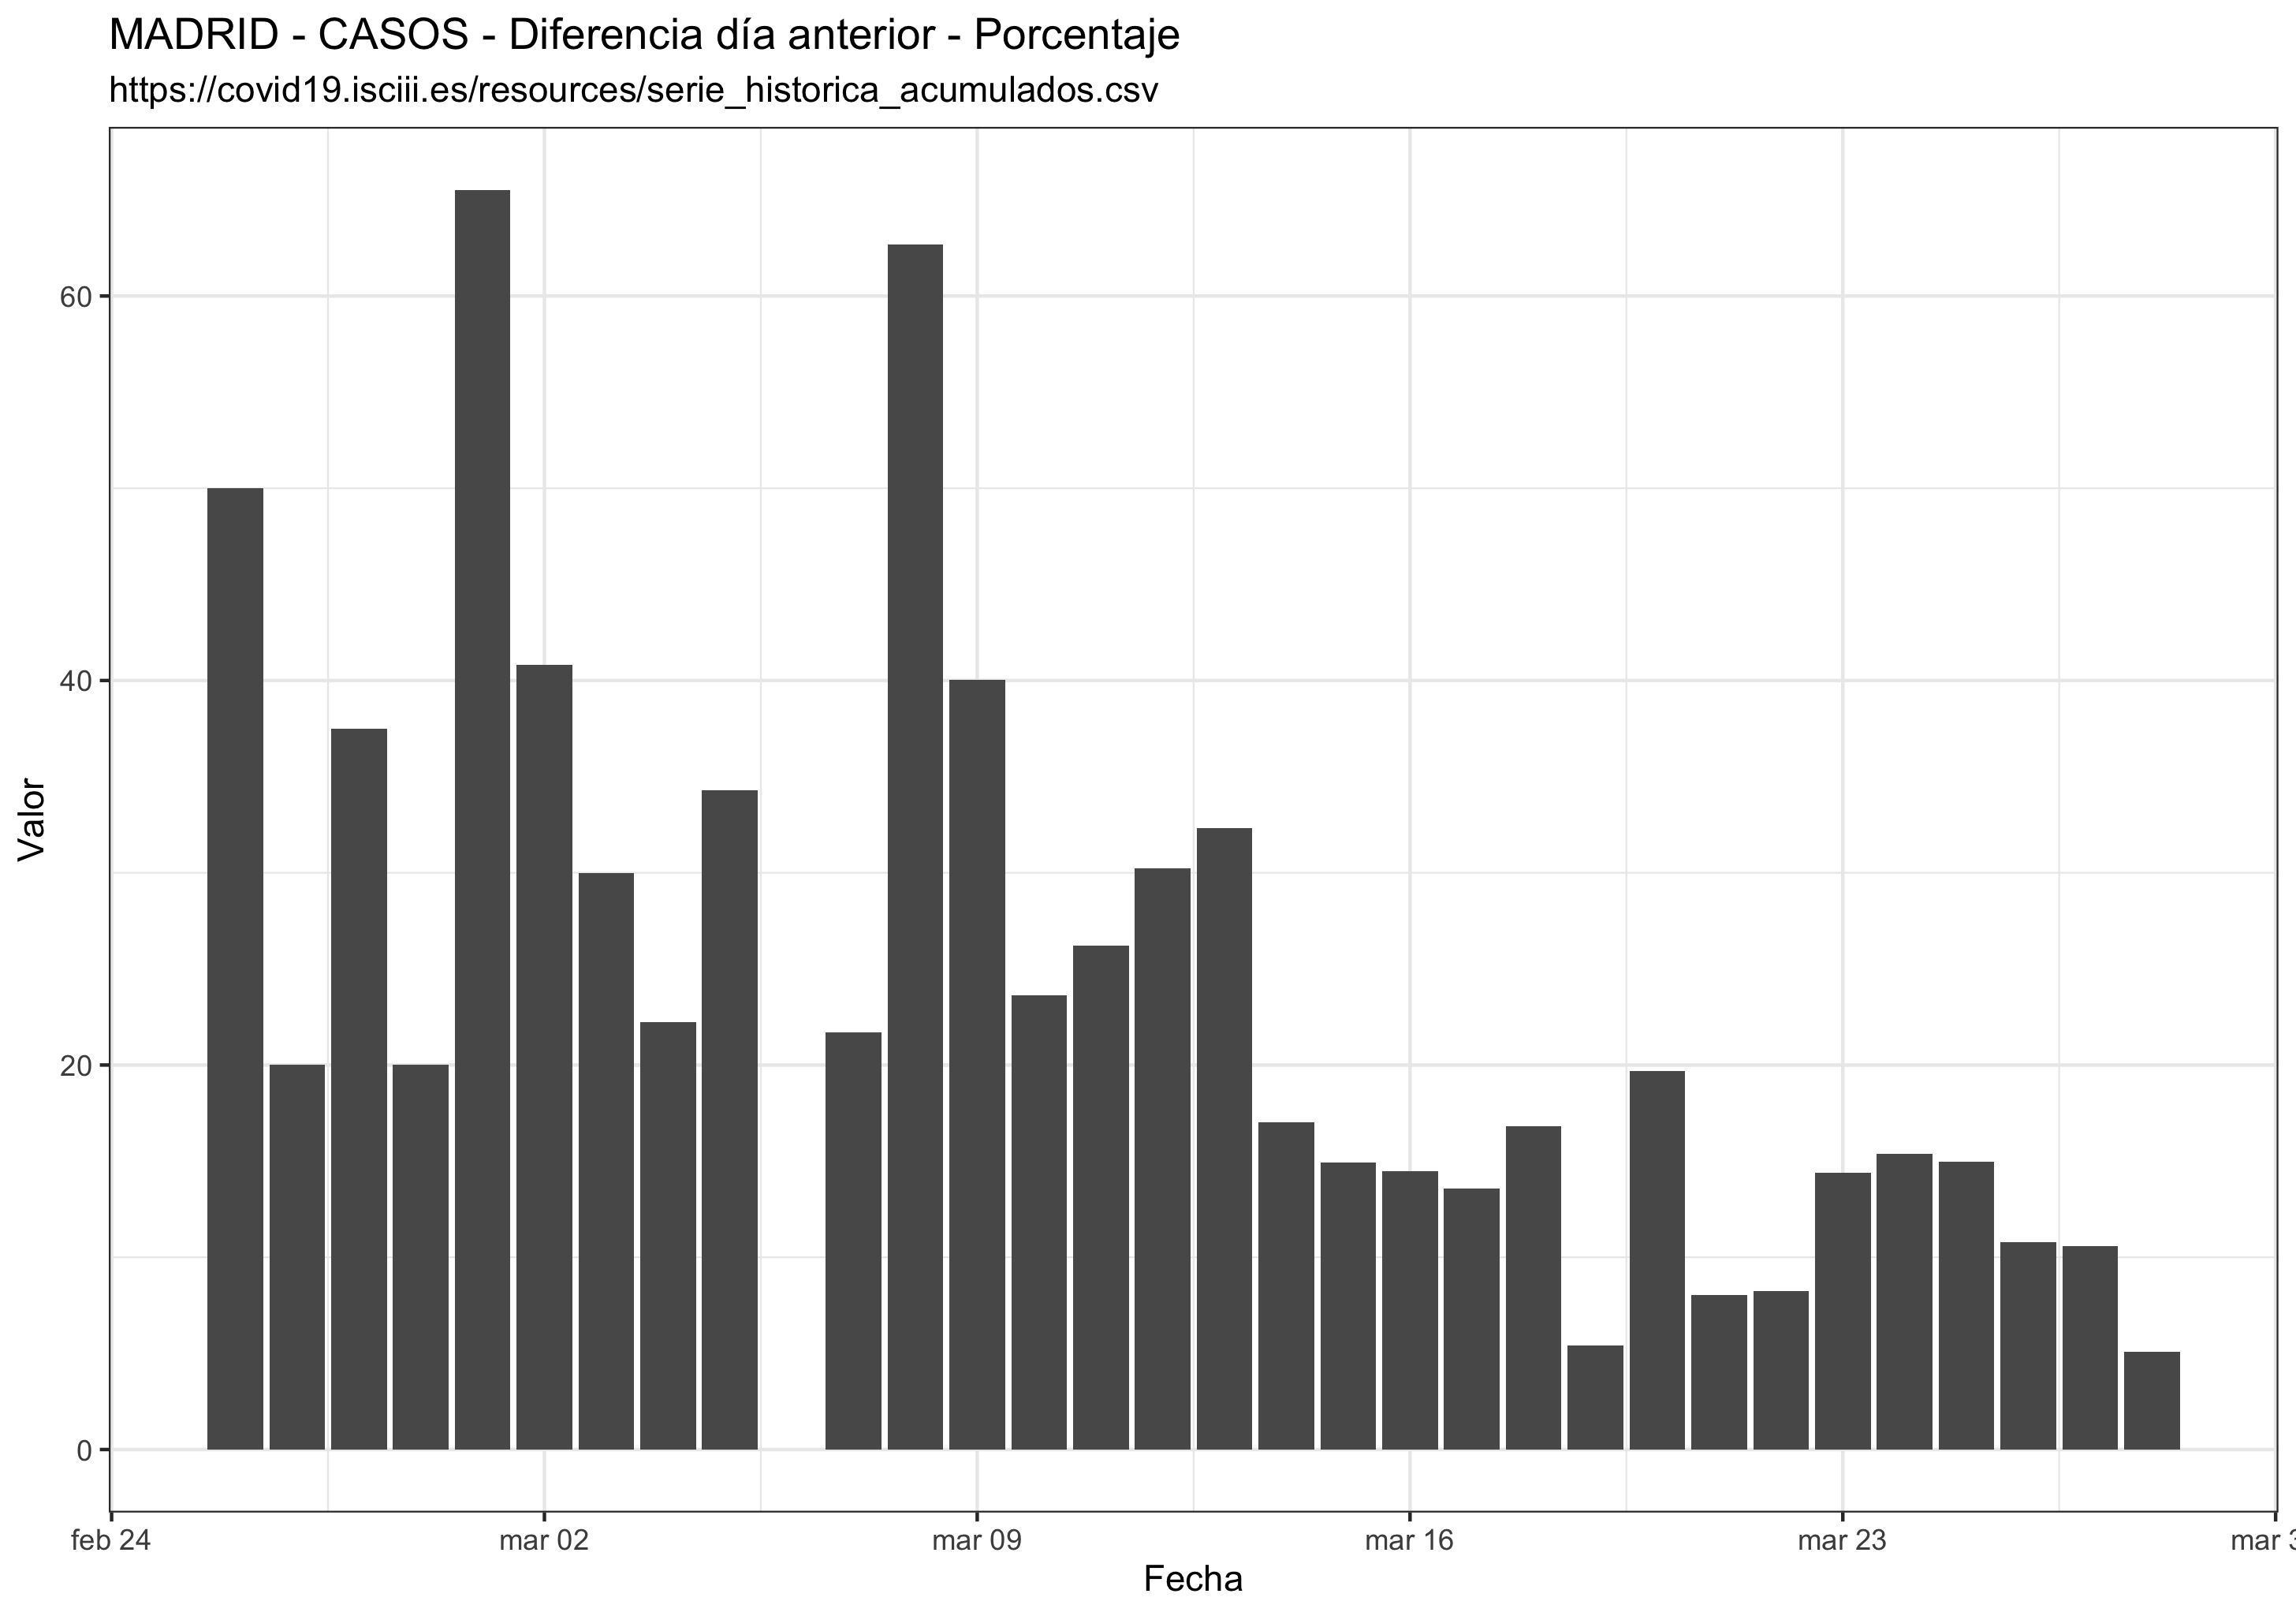 MADRID - CASOS - Diferencia día anterior - Porcentaje
https://covid19.isciii.es/resources/serie_historica_acumulados.csv
Valor
60
40
20
0
feb 24 mar 02 mar 09 mar 16 mar 23 mar
Fecha